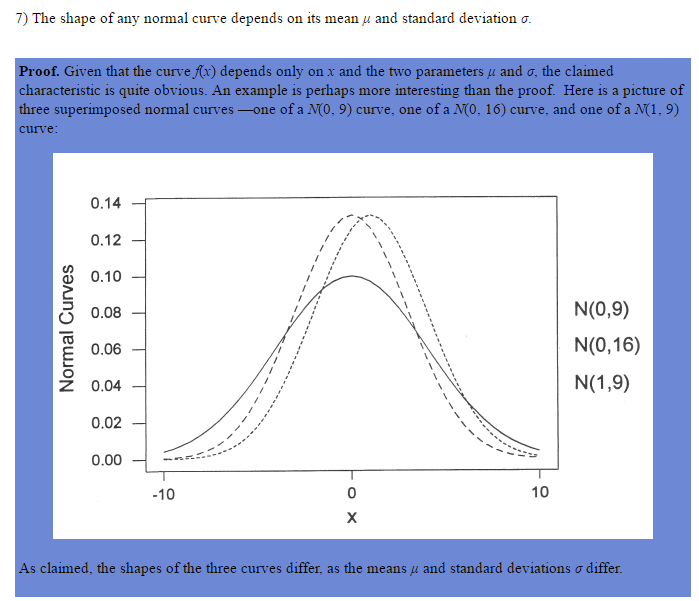 7) The shape of any normal curve depends on its mean μ and standard deviation σ.
Proof. Given that the curve f(x) depends only on x and the two parameters μ and σ, the claimed
characteristic is quite obvious. An example is perhaps more interesting than the proof. Here is a picture of
three superimposed normal curves —one of a N(0, 9) curve, one of a N(0, 16) curve, and one of a N(1, 9)
curve:
Normal Curves
0.14
0.12
0.10
0.08
0.06
0.04
0.02
0.00
-10
0
10
X
N(0,9)
N(0,16)
N(1,9)
As claimed, the shapes of the three curves differ, as the means μ and standard deviations σ differ.